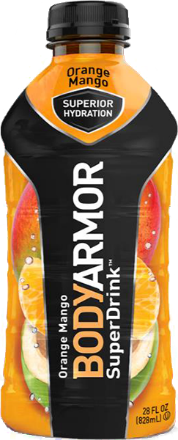 Orange
Mango
SUPERIOR
HYDRATION
Orange Mango
BODYARMOR
SuperDrink™
28 FL OZ
(828mL)